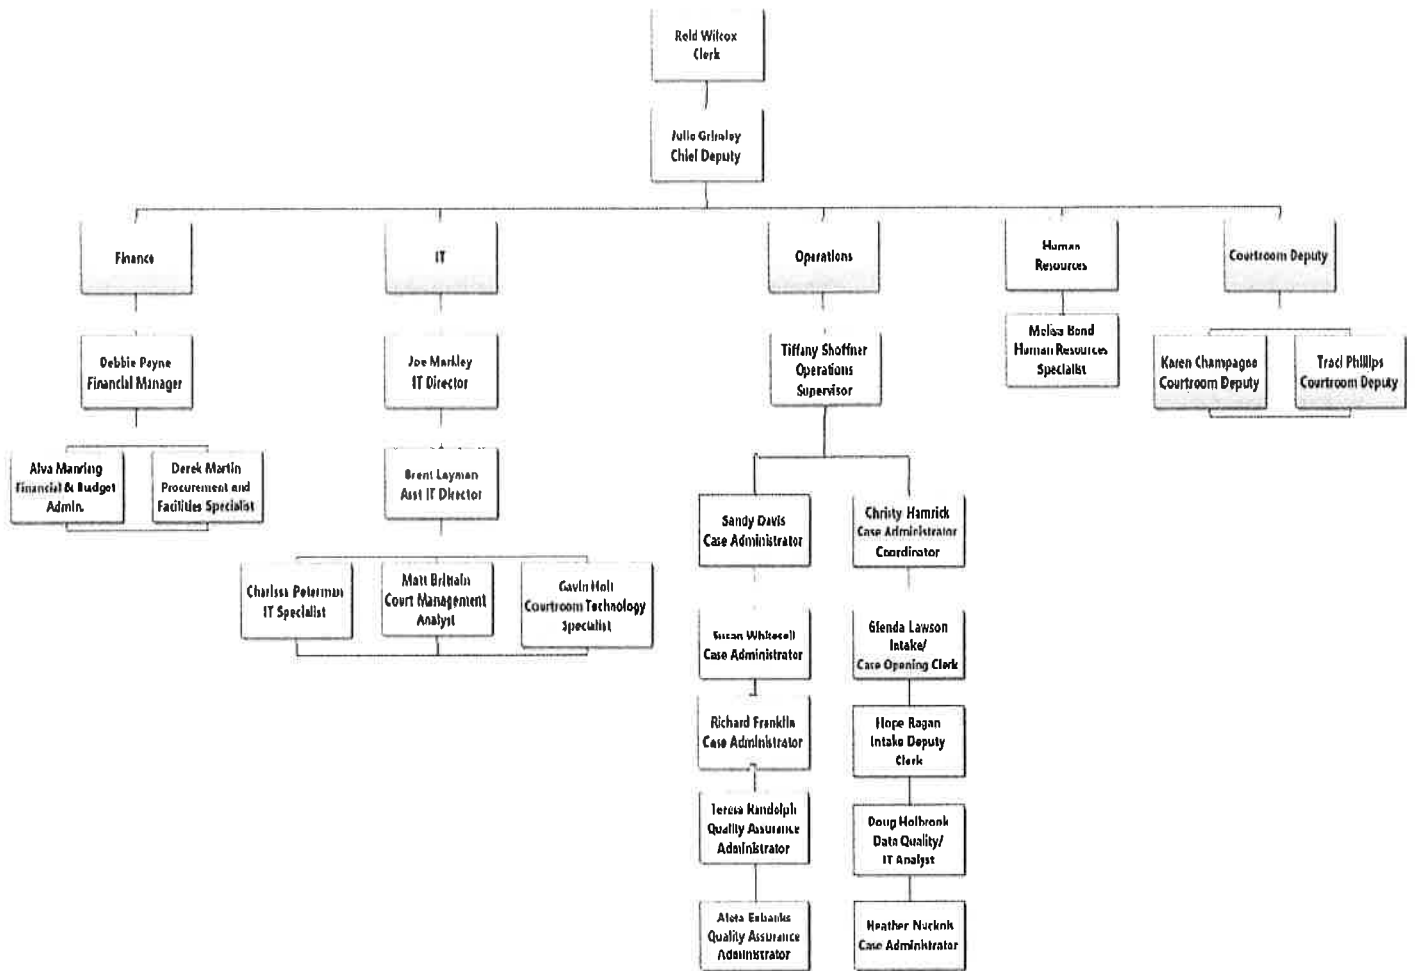 Reid Wilcox
Clerk
Chief Deputy
Finance
IT
Operations
Human
Resources
Courtroom Deputy
Debbie Payne
Financial Manager
Joe Markley
IT Director
Tiffany Shoffner
Operations
Supervisor
Melisa Bond
Human Resources
Specialist
Karen Champagne
Courtroom Deputy
Traci Phillips
Courtroom Deputy
Alva Manring
Financial & Budget
Admin.
Derek Martin
Procurement and
Facilities Specialist
Brent Layman
Asst IT Director
Sandy Davis
Case Administrator
Christy Hamrick
Case Administrator
Coordinator
Charissa Peterman
IT Specialist
Matt Brittain
Court Management
Analyst
Gavin Holt
Courtroom Technology
Specialist
Susan Whitesell
Case Administrator
Glenda Lawson
Intake/
Case Opening Clerk
Richard Franklin
Case Administrator
Hope Ragan
Intake Deputy
Clerk
Teresa Randolph
Quality Assurance
Administrator
Doug Holbrook
Data Quality/
IT Analyst
Eubanks
Quality Assurance
Administrator
Heather Nuckols
Case Administrator